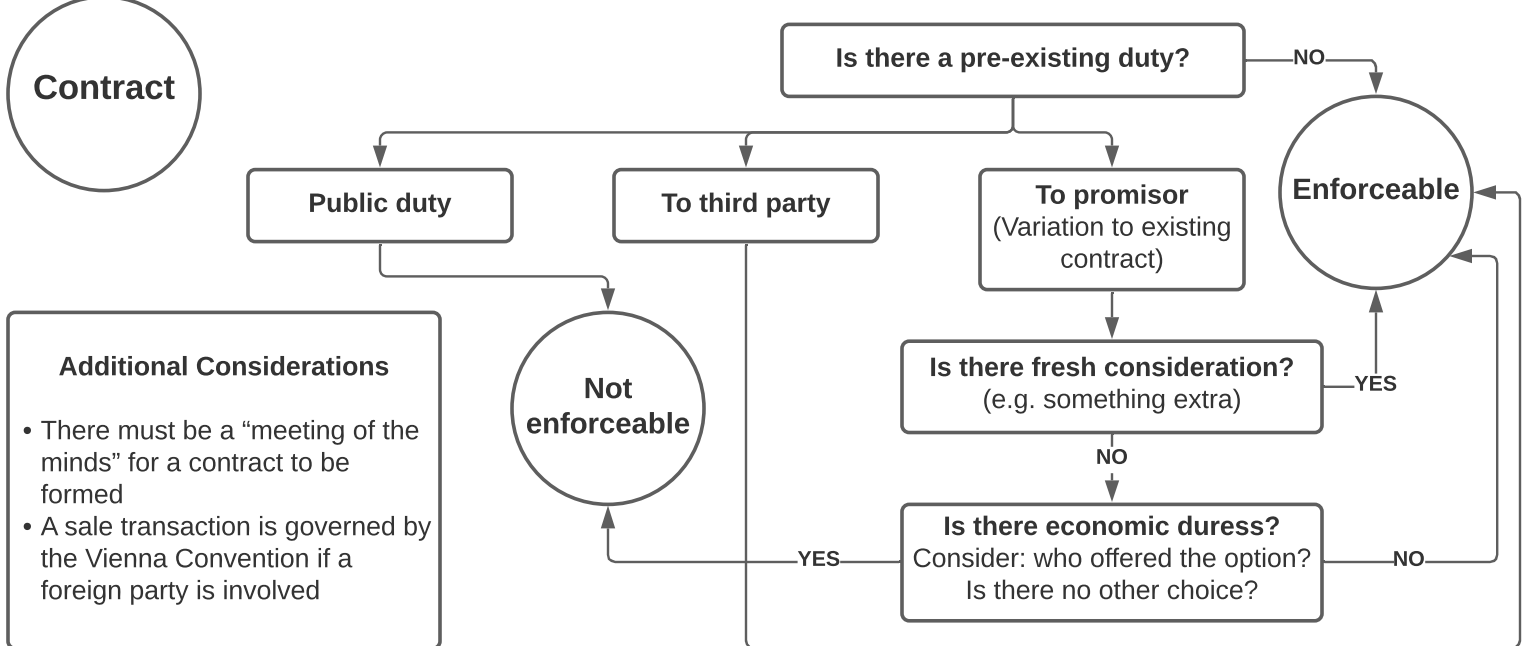 Contract
Is there a pre-existing duty?
NO
Public duty
To third party
To promisor
(Variation to existing
contract)
Enforceable
Additional Considerations
• There must be a “meeting of the
minds” for a contract to be
formed
• A sale transaction is governed by
the Vienna Convention if a
foreign party is involved
Not
enforceable
Is there fresh consideration?
(e.g. something extra)
YES
NO
Is there economic duress?
Consider: who offered the option?
Is there no other choice?
YES
NO